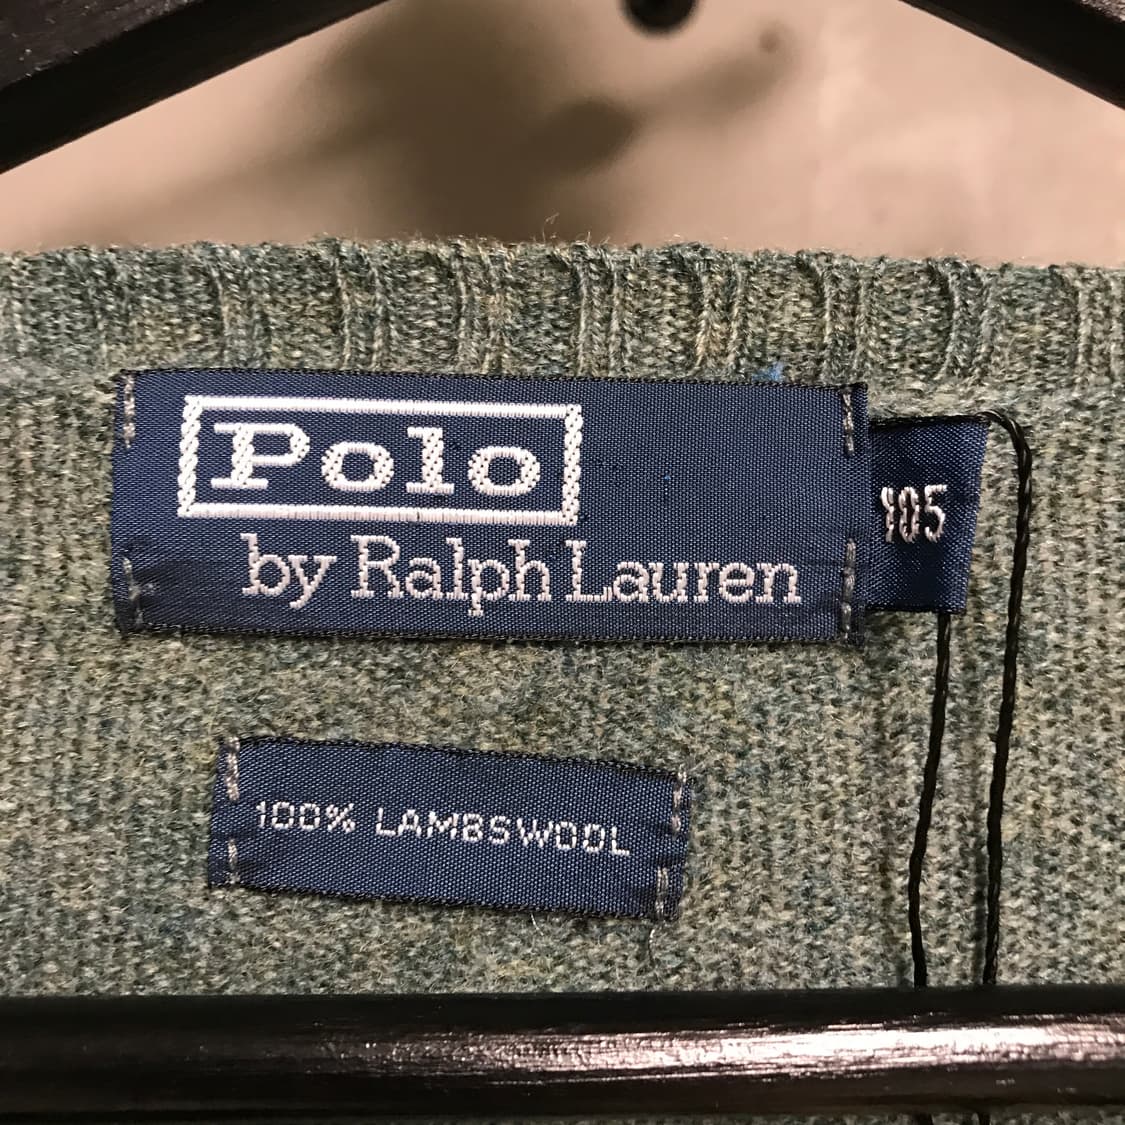 Polo
by Ralph Lauren
105
100% LAMBSWOOL